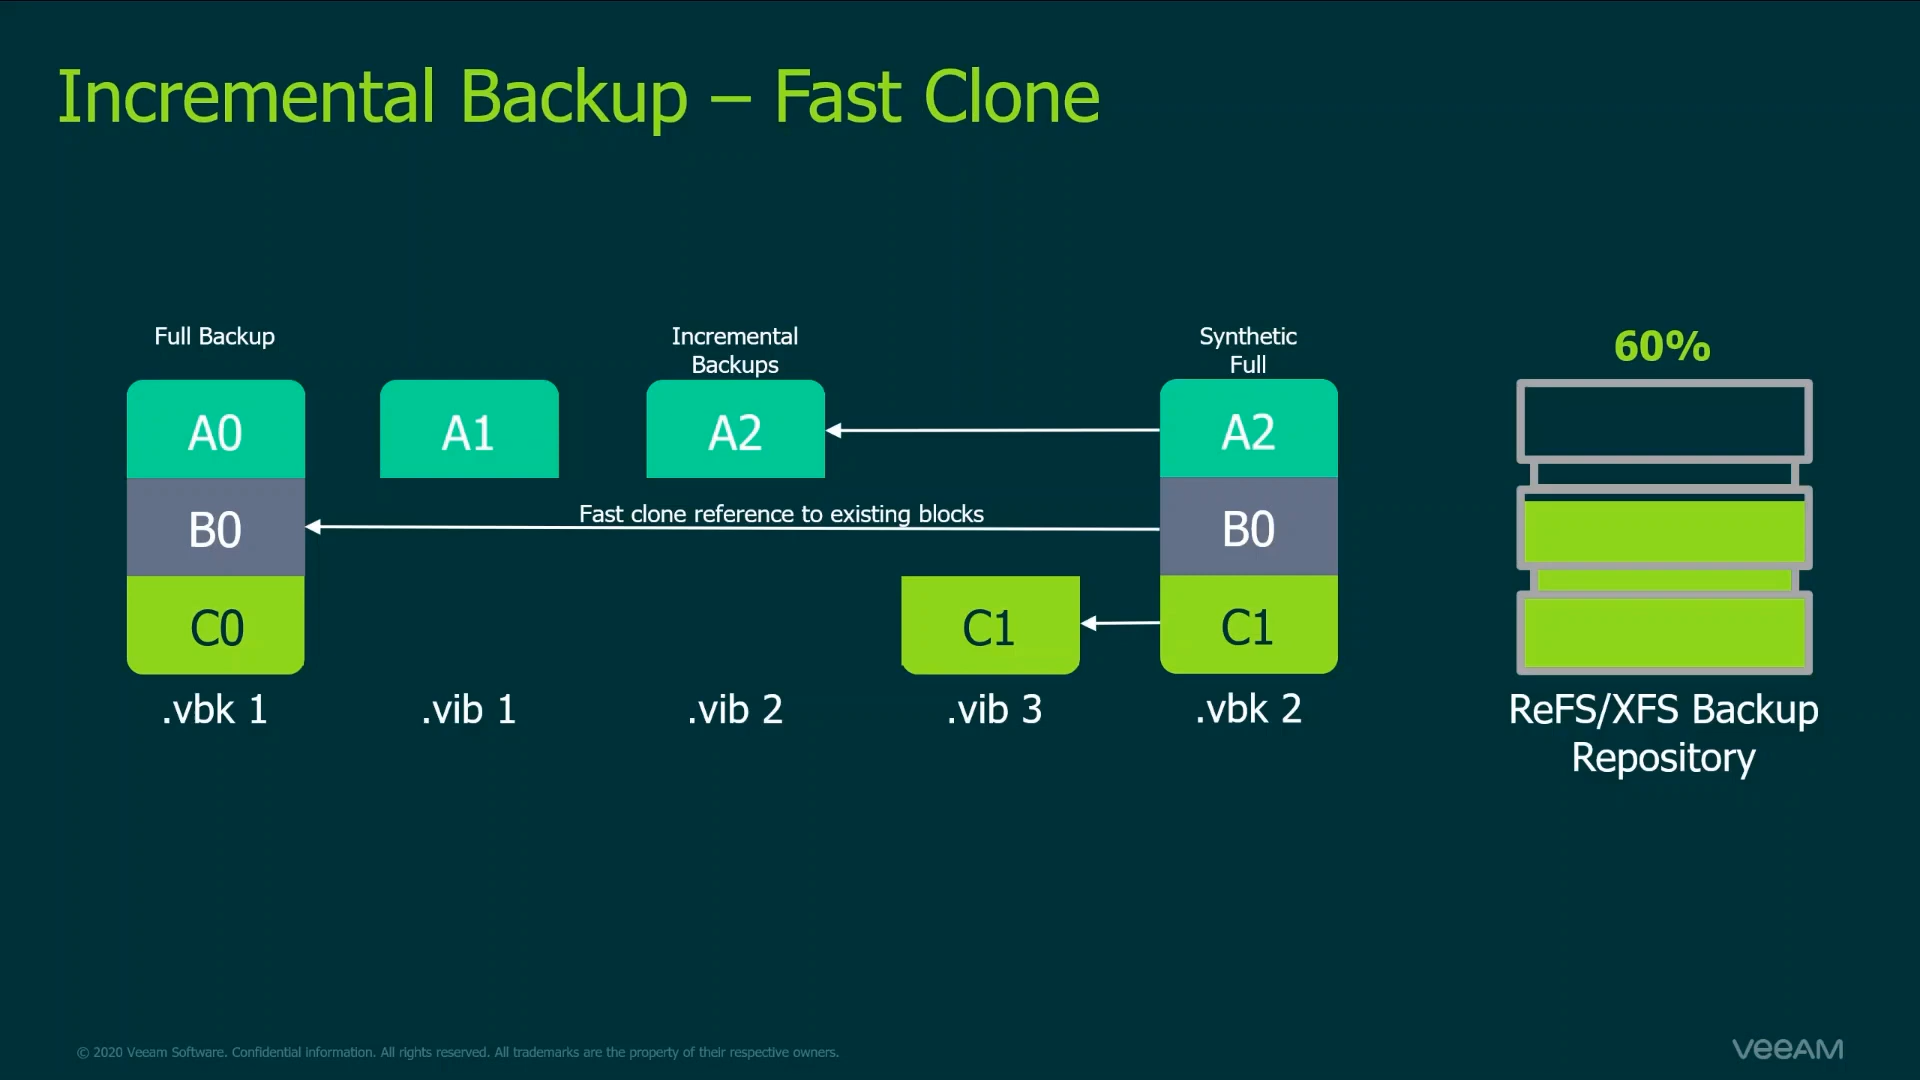 Incremental Backup – Fast Clone
Full Backup
Incremental
Backups
Synthetic
Full
60%
A0
A1
A2
A2
Fast clone reference to existing blocks
B0
B0
C0
C1
C1
.vbk 1
.vib 1
.vib 2
.vib 3
.vbk 2
ReFS/XFS Backup
Repository
© 2020 Veeam Software. Confidential information. All rights reserved. All trademarks are the property of their respective owners.
veeAM